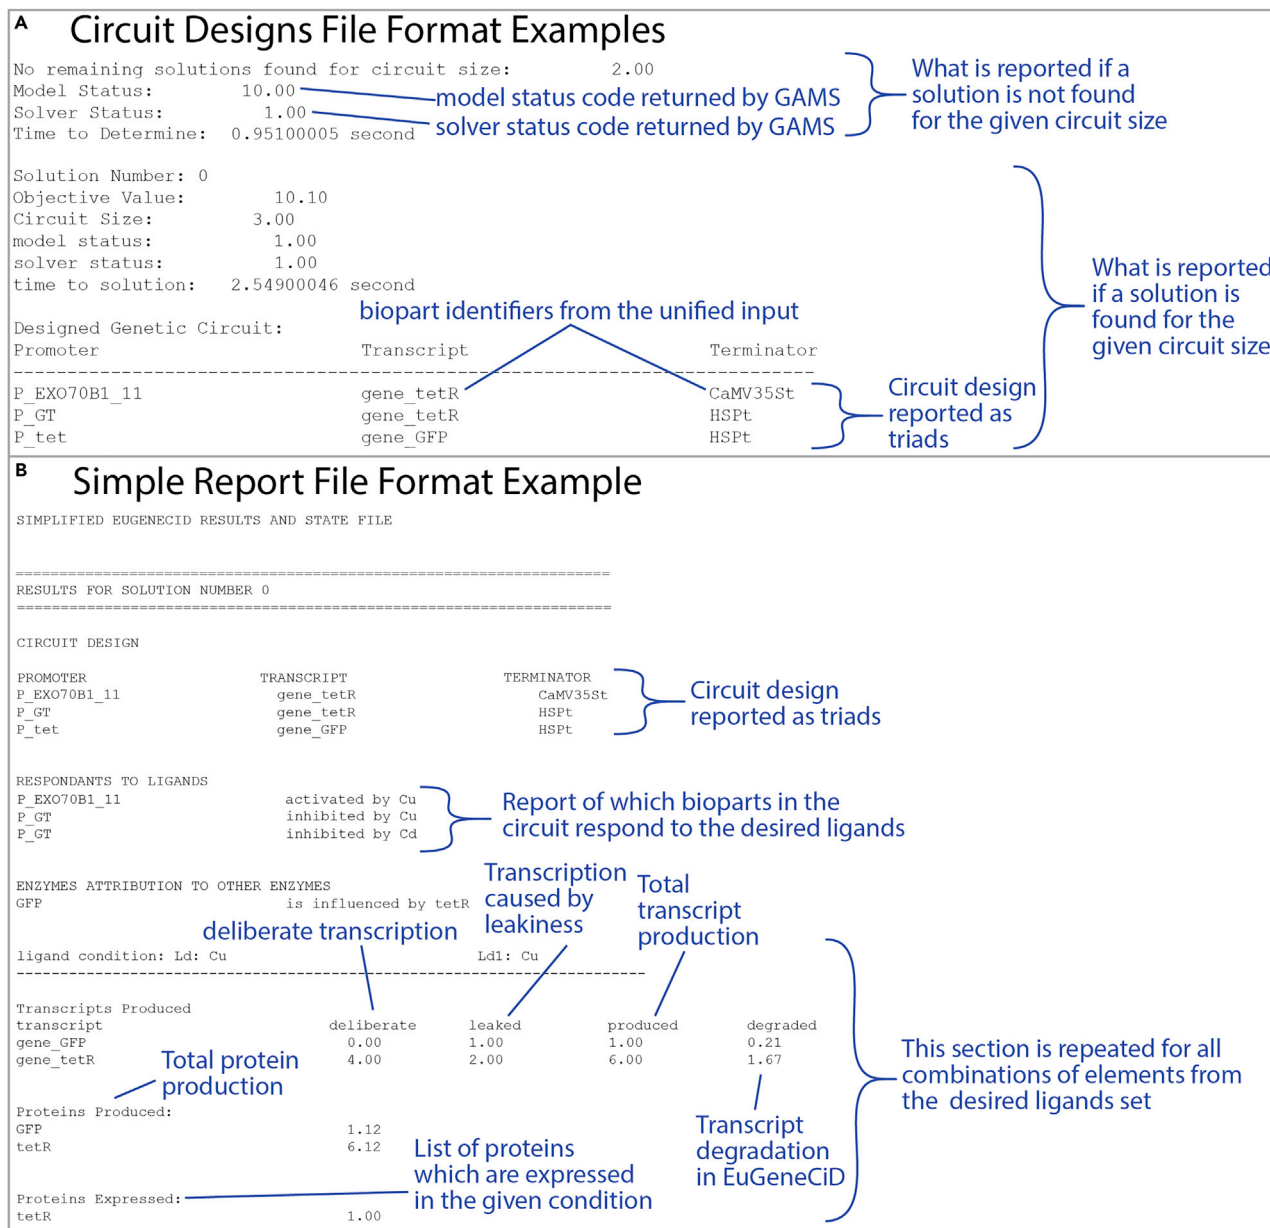 A
Circuit Designs File Format Examples
No remaining solutions found for circuit size: 2.00
Model Status: 10.00
Solver Status: 1.00
Time to Determine: 0.95100005 second
model status code returned by GAMS
solver status code returned by GAMS
What is reported if a
solution is not found
for the given circuit size
Solution Number: 0
Objective Value: 10.10
Circuit Size: 3.00
model status: 1.00
solver status: 1.00
time to solution: 2.54900046 second
What is reported
if a solution is
found for the
given circuit size
biopart identifiers from the unified input
Designed Genetic Circuit:
Promoter Transcript Terminator
--------------------------------------------------------------------------
P_EXO70B1_11 gene_tetR CaMV35St
P_GT gene_tetR HSPt
P_tet gene_GFP HSPt
Circuit design
reported as
triads
B
Simple Report File Format Example
SIMPLIFIED EUGENECID RESULTS AND STATE FILE
====================================================================
RESULTS FOR SOLUTION NUMBER 0
====================================================================
CIRCUIT DESIGN
PROMOTER TRANSCRIPT TERMINATOR
P_EXO70B1_11 gene_tetR CaMV35St
P_GT gene_tetR HSPt
P_tet gene_GFP HSPt
Circuit design
reported as triads
RESPONDANTS TO LIGANDS
P_EXO70B1_11 activated by Cu
P_GT inhibited by Cu
P_GT inhibited by Cd
Report of which bioparts in the
circuit respond to the desired ligands
ENZYMES ATTRIBUTION TO OTHER ENZYMES
GFP is influenced by tetR
deliberate transcription
Transcription
caused by
leakiness
Total
transcript
production
ligand condition: Ld: Cu Ld1: Cu
------------------------------------------------------------------------
Transcripts Produced
transcript deliberate leaked produced degraded
gene_GFP 0.00 1.00 1.00 0.21
gene_tetR 4.00 2.00 6.00 1.67
Total protein
production
This section is repeated for all
combinations of elements from
the desired ligands set
Proteins Produced:
GFP 1.12
tetR 6.12
Transcript
degradation
in EuGeneCiD
List of proteins
which are expressed
in the given condition
Proteins Expressed:
tetR 1.00